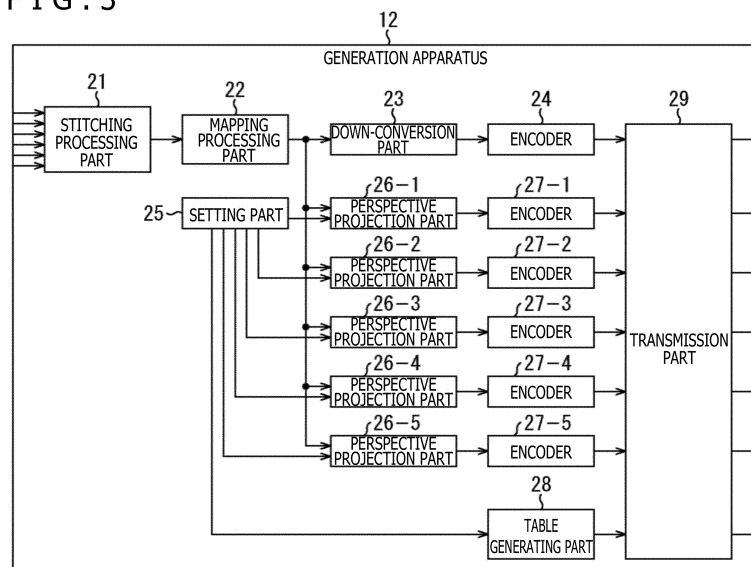 FIG.3
12
GENERATION APPARATUS
21
STITCHING
PROCESSING
PART
22
MAPPING
PROCESSING
PART
23
DOWN-CONVERSION
PART
24
ENCODER
29
TRANSMISSION
PART
25
SETTING PART
26-1
PERSPECTIVE
PROJECTION PART
27-1
ENCODER
26-2
PERSPECTIVE
PROJECTION PART
27-2
ENCODER
26-3
PERSPECTIVE
PROJECTION PART
27-3
ENCODER
26-4
PERSPECTIVE
PROJECTION PART
27-4
ENCODER
26-5
PERSPECTIVE
PROJECTION PART
27-5
ENCODER
28
TABLE
GENERATING PART